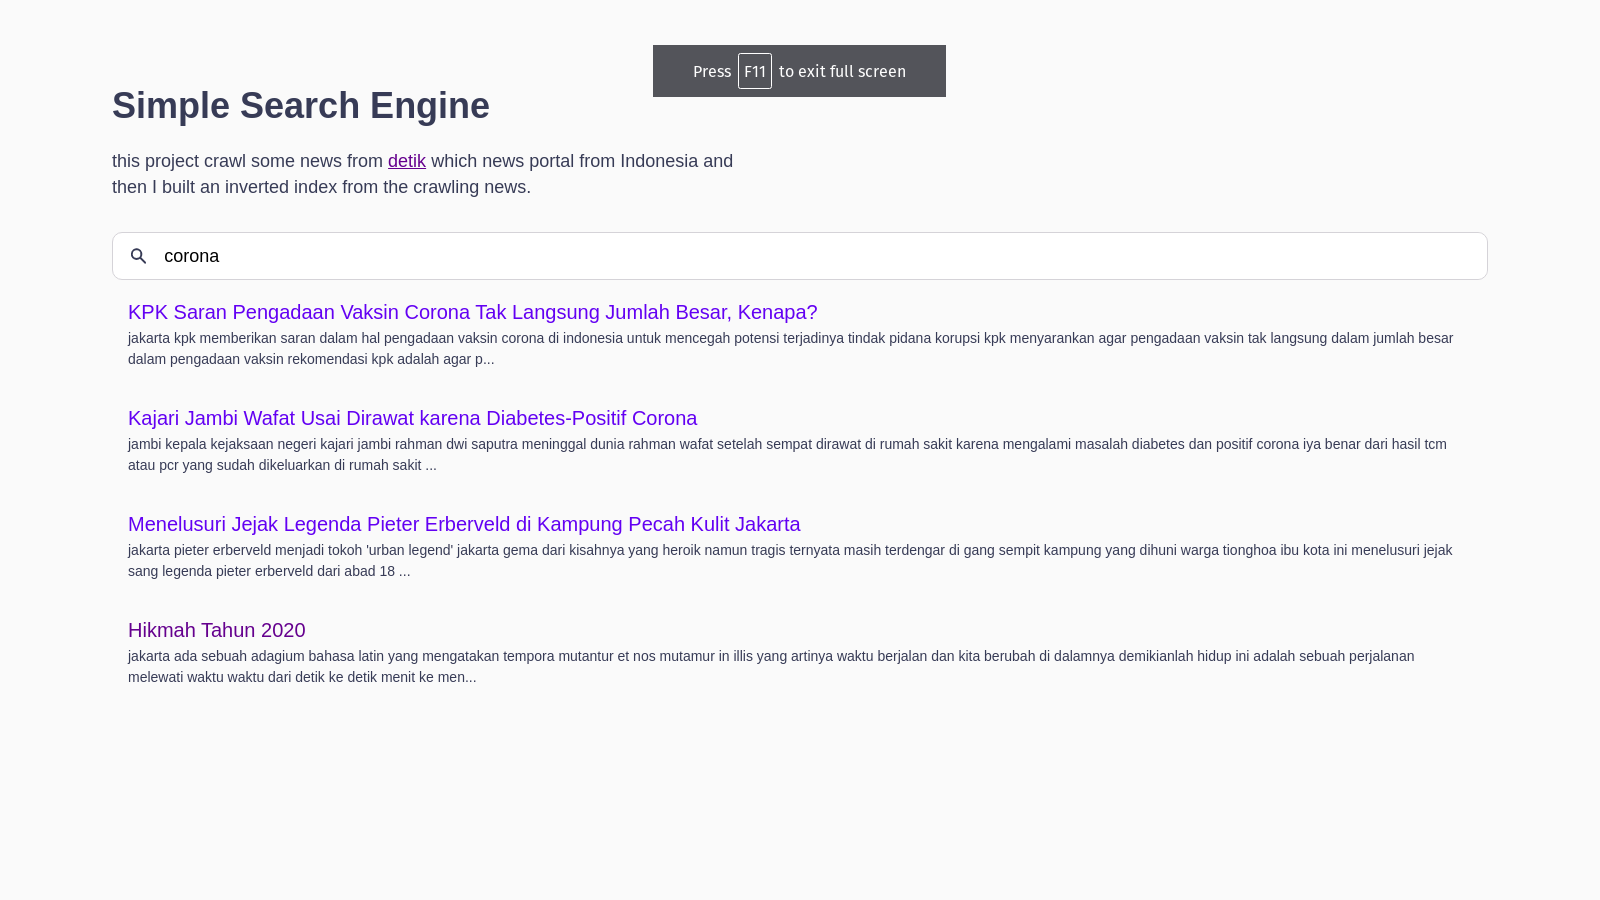 Press F11 to exit full screen
Simple Search Engine
this project crawl some news from detik which news portal from Indonesia and
then I built an inverted index from the crawling news.
corona
KPK Saran Pengadaan Vaksin Corona Tak Langsung Jumlah Besar, Kenapa?
jakarta kpk memberikan saran dalam hal pengadaan vaksin corona di indonesia untuk mencegah potensi terjadinya tindak pidana korupsi kpk menyarankan agar pengadaan vaksin tak langsung dalam jumlah besar
dalam pengadaan vaksin rekomendasi kpk adalah agar p...
Kajari Jambi Wafat Usai Dirawat karena Diabetes-Positif Corona
jambi kepala kejaksaan negeri kajari jambi rahman dwi saputra meninggal dunia rahman wafat setelah sempat dirawat di rumah sakit karena mengalami masalah diabetes dan positif corona iya benar dari hasil tcm
atau pcr yang sudah dikeluarkan di rumah sakit ...
Menelusuri Jejak Legenda Pieter Erberveld di Kampung Pecah Kulit Jakarta
jakarta pieter erberveld menjadi tokoh 'urban legend' jakarta gema dari kisahnya yang heroik namun tragis ternyata masih terdengar di gang sempit kampung yang dihuni warga tionghoa ibu kota ini menelusuri jejak
sang legenda pieter erberveld dari abad 18 ...
Hikmah Tahun 2020
jakarta ada sebuah adagium bahasa latin yang mengatakan tempora mutantur et nos mutamur in illis yang artinya waktu berjalan dan kita berubah di dalamnya demikianlah hidup ini adalah sebuah perjalanan
melewati waktu waktu dari detik ke detik menit ke men...